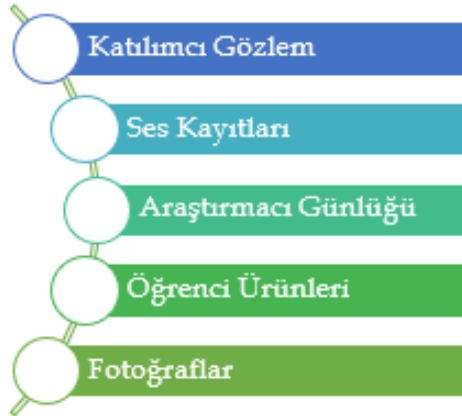 Katılımcı Gözlem
Ses Kayıtları
Araştırmacı Günlüğü
Öğrenci Ürünleri
Fotoğraflar